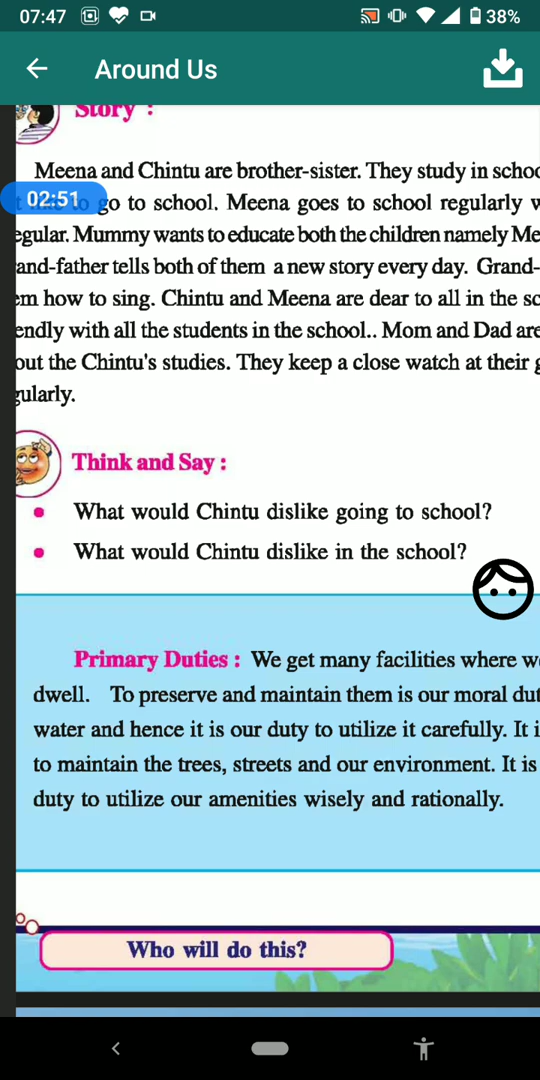 07:47 38%
Around Us
Story :
Meena and Chintu are brother-sister. They study in
02:51 go to school. Meena goes to school regularly
egular. Mummy wants to educate both the children namely
and-father tells both of them a new story every day. Grand-
em how to sing. Chintu and Meena are dear to all in the
endly with all the students in the school.. Mom and Dad are
out the Chintu's studies. They keep a close watch at their
gularly.
Think and Say :
• What would Chintu dislike going to school?
• What would Chintu dislike in the school?
Primary Duties : We get many facilities where
dwell. To preserve and maintain them is our moral
water and hence it is our duty to utilize it carefully. It
to maintain the trees, streets and our environment. It is
duty to utilize our amenities wisely and rationally.
Who will do this?